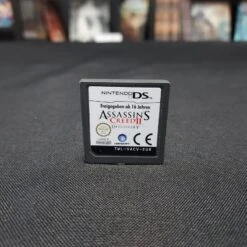 NINTENDO DS
Freigegeben ab 16 Jahren
ASSASSIN'S
CREED II
DISCOVERY
CE
TWL-VACV-EUR